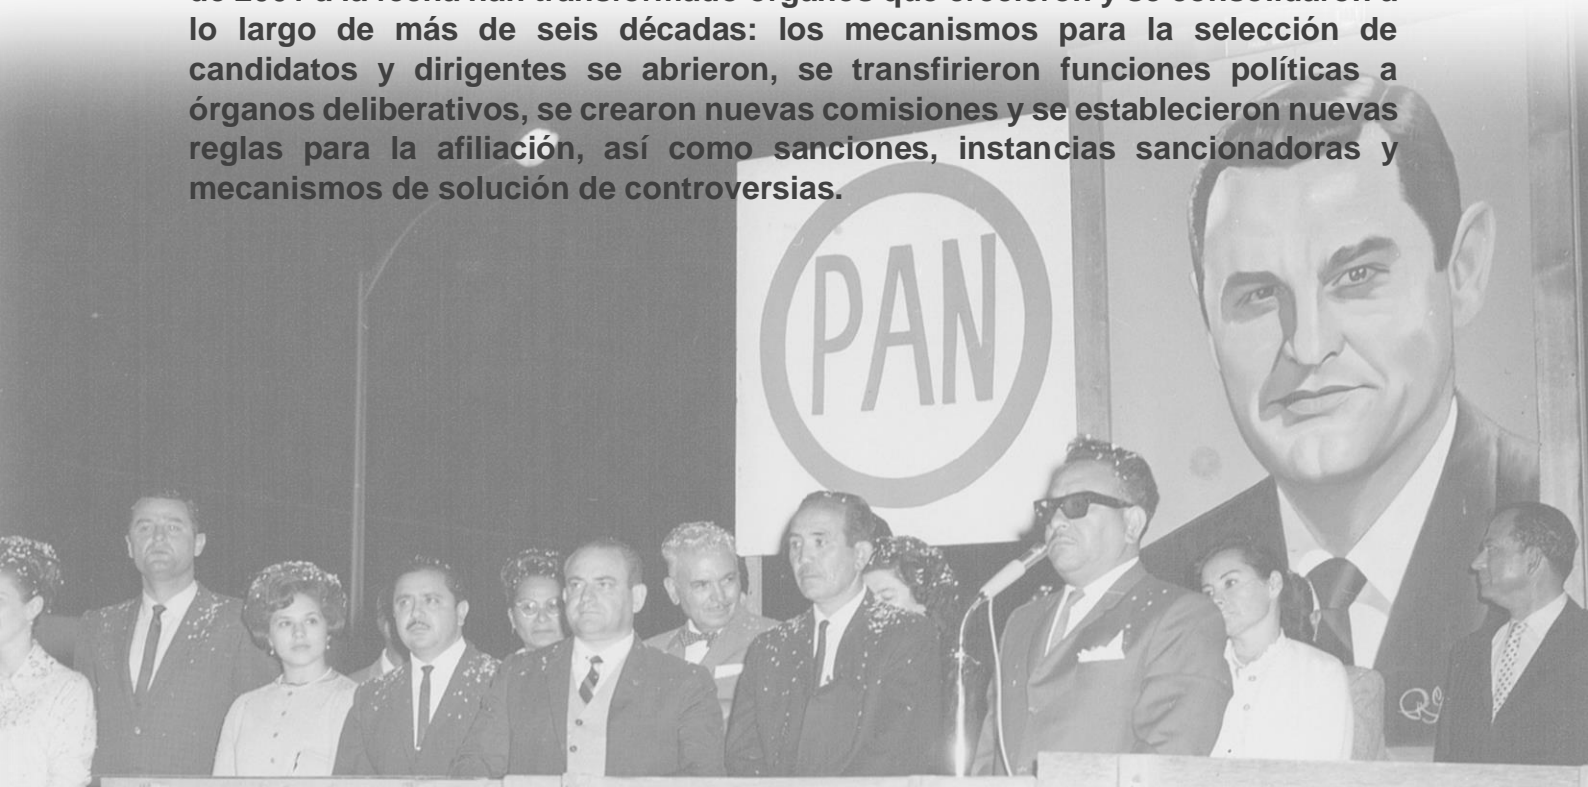 lo largo de más de seis décadas: los mecanismos para la selección de
candidatos y dirigentes se abrieron, se transfirieron funciones políticas a
órganos deliberativos, se crearon nuevas comisiones y se establecieron nuevas
reglas para la afiliación, así como sanciones, instancias sancionadoras y
mecanismos de solución de controversias.
PAN